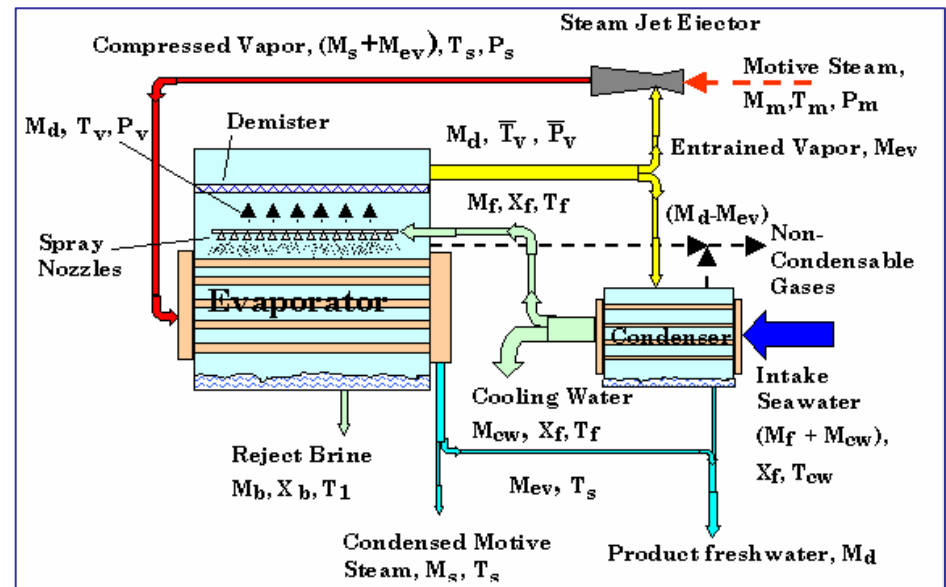 Steam Jet Ejector
Compressed Vapor, (Ms+Mev), Ts, Ps
Motive Steam,
Mm,Tm, Pm
Md, Tv, Pv
Demister
Md, T̅v, P̅v
Entrained Vapor, Mev
Mf, Xf, Tf
(Md-Mev)
Spray
Nozzles
Non-
Condensable
Gases
Evaporator
Condenser
Cooling Water
Mcw, Xf, Tf
Intake
Seawater
(Mf + Mcw),
Xf, Tcw
Reject Brine
Mb, Xb, T1
Mev, Ts
Condensed Motive
Steam, Ms, Ts
Product freshwater, Md